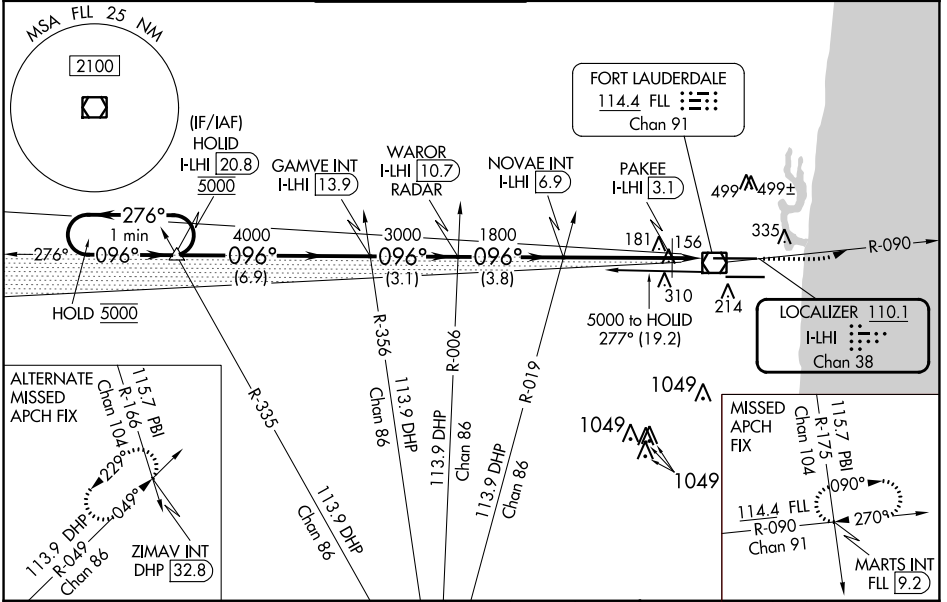 MSA FLL 25 NM
2100
(IF/IAF)
HOLID
I-LHI 20.8
5000
GAMVE INT
I-LHI 13.9
WAROR
I-LHI 10.7
RADAR
NOVAE INT
I-LHI 6.9
PAKEE
I-LHI 3.1
FORT LAUDERDALE
114.4 FLL
Chan 91
499
499±
335
181
156
310
214
R-090
276°
1 min
276°
096°
4000
096°
(6.9)
3000
096°
(3.1)
1800
096°
(3.8)
HOLD 5000
5000 to HOLID
277° (19.2)
LOCALIZER 110.1
I-LHI
Chan 38
R-335
113.9 DHP
Chan 86
R-356
113.9 DHP
Chan 86
R-006
113.9 DHP
Chan 86
R-019
113.9 DHP
Chan 86
1049
1049
1049
ALTERNATE
MISSED
APCH FIX
115.7 PBI
R-166
Chan 104
229°
049°
113.9 DHP
R-049
Chan 86
ZIMAV INT
DHP 32.8
MISSED
APCH
FIX
115.7 PBI
R-175
Chan 104
090°
270°
114.4 FLL
R-090
Chan 91
MARTS INT
FLL 9.2